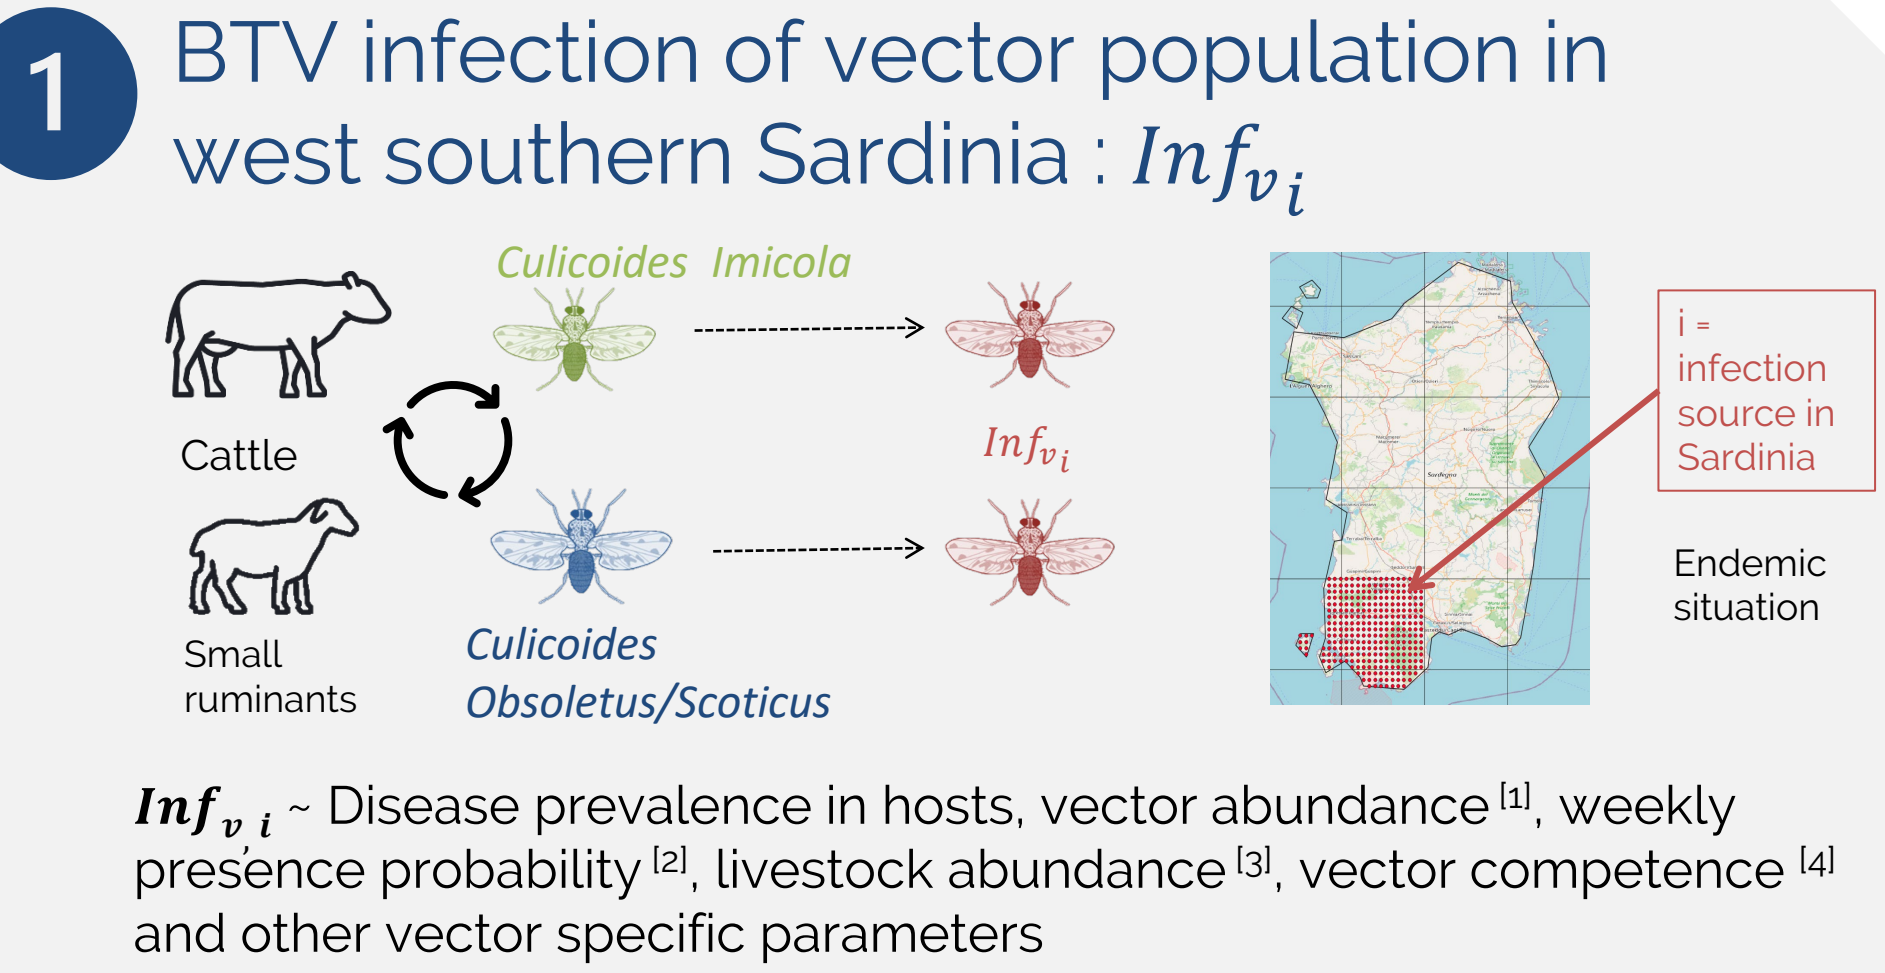 1
BTV infection of vector population in
west southern Sardinia : Inf_{v_i}
Culicoides Imicola
Cattle
Inf_{v_i}
Small
ruminants
Culicoides
Obsoletus/Scoticus
Sardegna
i =
infection
source in
Sardinia
Endemic
situation
Inf_{v, i} ~ Disease prevalence in hosts, vector abundance [1], weekly
presence probability [2], livestock abundance [3], vector competence [4]
and other vector specific parameters